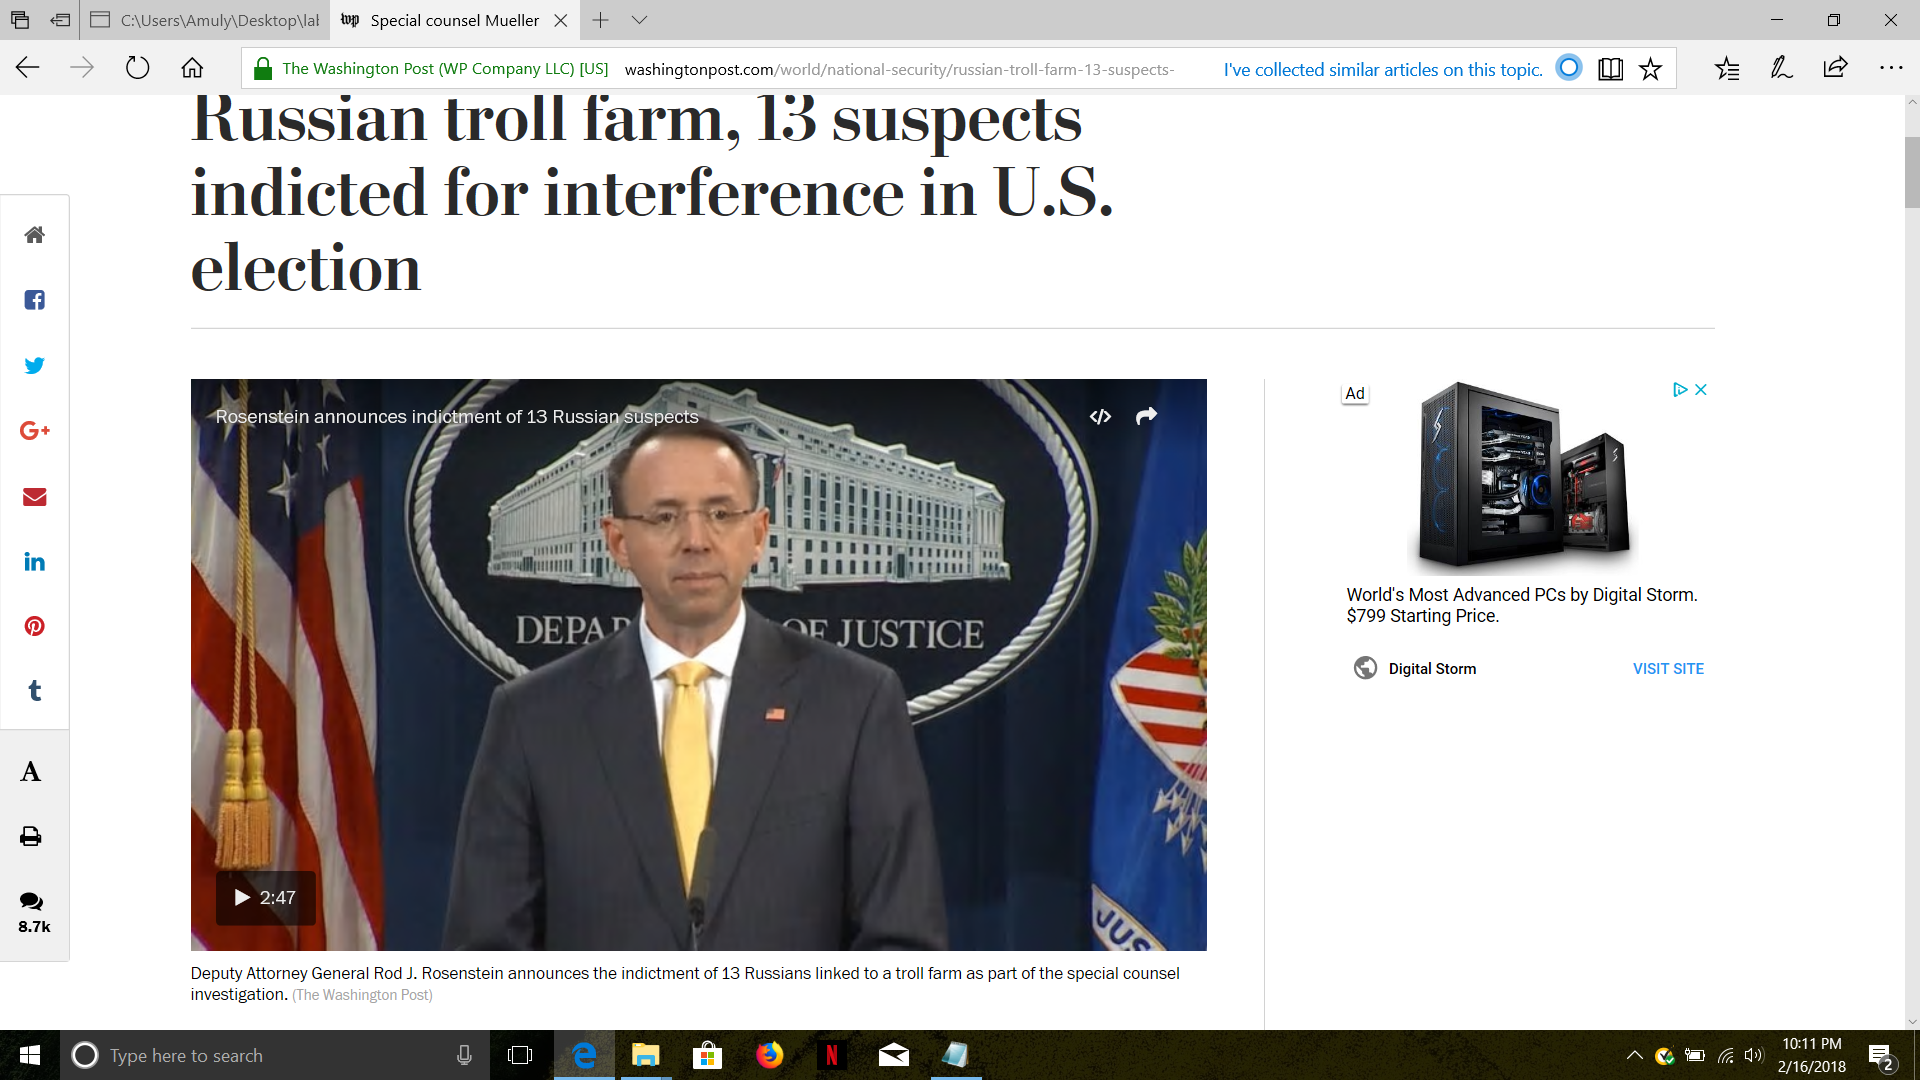 C:\Users\Amuly\Desktop\lal
wp Special counsel Mueller
The Washington Post (WP Company LLC) [US] washingtonpost.com/world/national-security/russian-troll-farm-13-suspects- I've collected similar articles on this topic.
Russian troll farm, 13 suspects
indicted for interference in U.S.
election
Rosenstein announces indictment of 13 Russian suspects
DEPA OF JUSTICE
JUS
2:47
Deputy Attorney General Rod J. Rosenstein announces the indictment of 13 Russians linked to a troll farm as part of the special counsel
investigation. (The Washington Post)
G+
in
t
A
8.7k
Ad
World's Most Advanced PCs by Digital Storm.
$799 Starting Price.
Digital Storm VISIT SITE
Type here to search
N
10:11 PM
2/16/2018
2